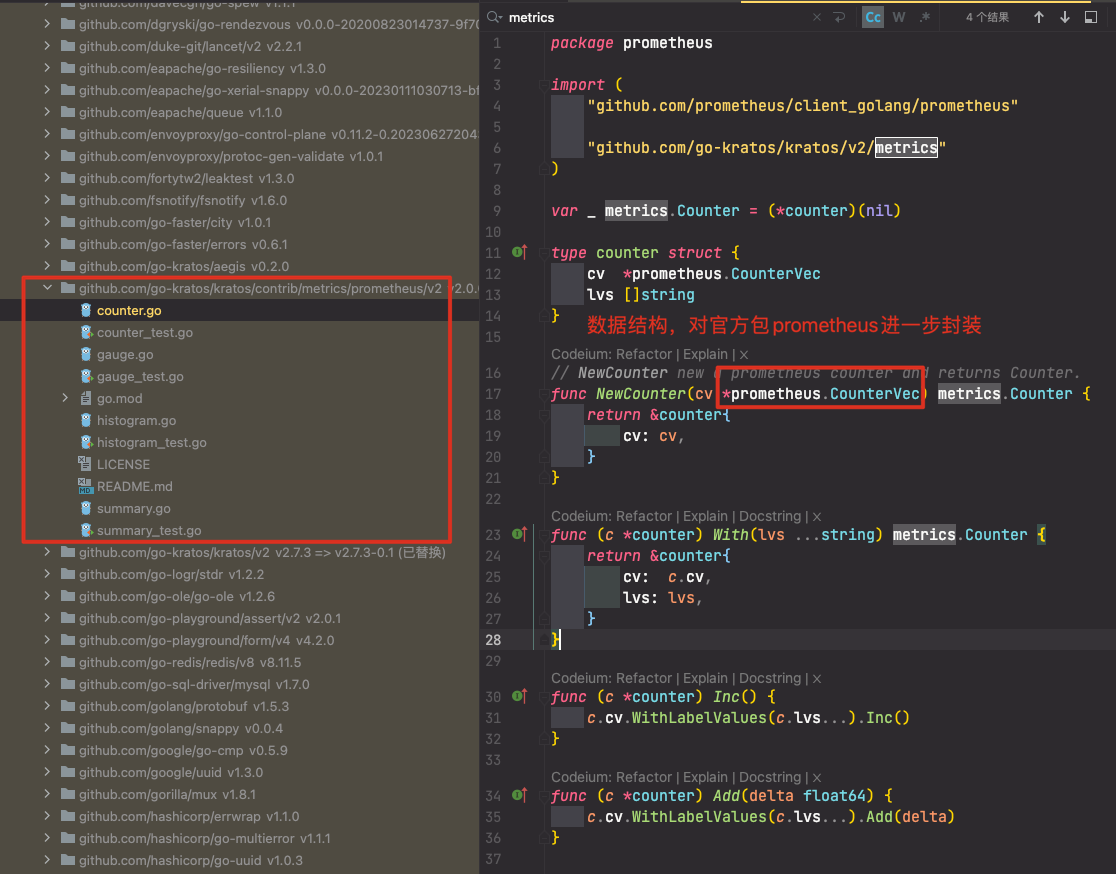 github.com/davecgh/go-spew v1.1.1
github.com/dgryski/go-rendezvous v0.0.0-20200823014737-9f70
github.com/duke-git/lancet/v2 v2.2.1
github.com/eapache/go-resiliency v1.3.0
github.com/eapache/go-xerial-snappy v0.0.0-20230111030713-bf
github.com/eapache/queue v1.1.0
github.com/envoyproxy/go-control-plane v0.11.2-0.20230627204
github.com/envoyproxy/protoc-gen-validate v1.0.1
github.com/fortytw2/leaktest v1.3.0
github.com/fsnotify/fsnotify v1.6.0
github.com/go-faster/city v1.0.1
github.com/go-faster/errors v0.6.1
github.com/go-kratos/aegis v0.2.0
github.com/go-kratos/kratos/contrib/metrics/prometheus/v2 v2.0.
counter.go
counter_test.go
gauge.go
gauge_test.go
go.mod
histogram.go
histogram_test.go
LICENSE
README.md
summary.go
summary_test.go
github.com/go-kratos/kratos/v2 v2.7.3 => v2.7.3-0.1 (已替换)
github.com/go-logr/stdr v1.2.2
github.com/go-ole/go-ole v1.2.6
github.com/go-playground/assert/v2 v2.0.1
github.com/go-playground/form/v4 v4.2.0
github.com/go-redis/redis/v8 v8.11.5
github.com/go-sql-driver/mysql v1.7.0
github.com/golang/protobuf v1.5.3
github.com/golang/snappy v0.0.4
github.com/google/go-cmp v0.5.9
github.com/google/uuid v1.3.0
github.com/gorilla/mux v1.8.1
github.com/hashicorp/errwrap v1.1.0
github.com/hashicorp/go-multierror v1.1.1
github.com/hashicorp/go-uuid v1.0.3
metrics Cc W .* 4 个结果
1 package prometheus
2
3 import (
4 "github.com/prometheus/client_golang/prometheus"
5
6 "github.com/go-kratos/kratos/v2/metrics"
7 )
8
9 var _ metrics.Counter = (*counter)(nil)
10
11 type counter struct {
12 cv *prometheus.CounterVec
13 lvs []string
14 }
数据结构，对官方包prometheus进一步封装
15
Codeium: Refactor | Explain | ×
16 // NewCounter new a prometheus counter and returns Counter.
17 func NewCounter(cv *prometheus.CounterVec) metrics.Counter {
18 return &counter{
19 cv: cv,
20 }
21 }
22
Codeium: Refactor | Explain | Docstring | ×
23 func (c *counter) With(lvs ...string) metrics.Counter {
24 return &counter{
25 cv: c.cv,
26 lvs: lvs,
27 }
28 }
29
Codeium: Refactor | Explain | Docstring | ×
30 func (c *counter) Inc() {
31 c.cv.WithLabelValues(c.lvs...).Inc()
32 }
33
Codeium: Refactor | Explain | Docstring | ×
34 func (c *counter) Add(delta float64) {
35 c.cv.WithLabelValues(c.lvs...).Add(delta)
36 }
37